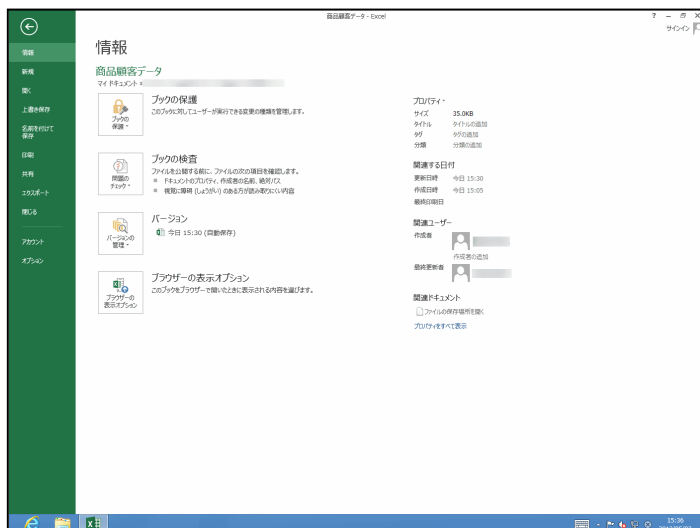 商品顧客データ - Excel
? － X
サインイン
情報
新規
開く
上書き保存
名前を付けて
保存
印刷
共有
エクスポート
閉じる
アカウント
オプション
情報
商品顧客データ
マイ ドキュメント »
ブックの
保護
ブックの保護
このブックに対してユーザーが実行できる変更の種類を管理します。
問題の
チェック
ブックの検査
ファイルを公開する前に、ファイルの次の項目を確認します。
ドキュメントのプロパティ、作成者の名前、絶対パス
視覚に障碍 (しょうがい) のある方が読み取りにくい内容
バージョンの
管理
バージョン
今日 15:30 (自動保存)
ブラウザーの
表示オプション
ブラウザーの表示オプション
このブックをブラウザーで開いたときに表示される内容を選びます。
プロパティ
サイズ 35.0KB
タイトル タイトルの追加
タグ タグの追加
分類 分類の追加
関連する日付
更新日時 今日 15:30
作成日時 今日 15:05
最終印刷日
関連ユーザー
作成者
作成者の追加
最終更新者
関連ドキュメント
ファイルの保存場所を開く
プロパティをすべて表示
15:36